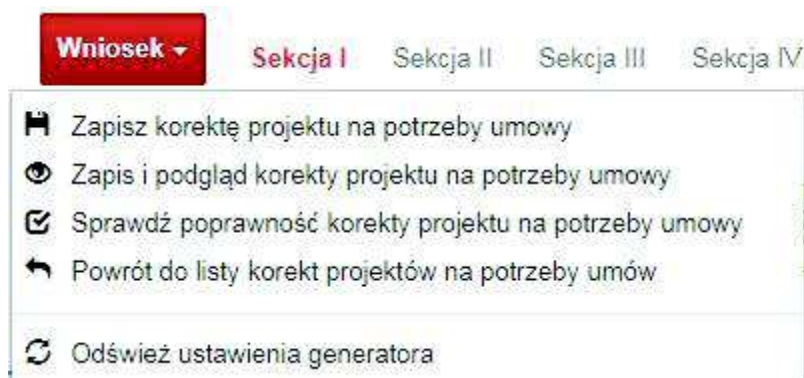 Wniosek Sekcja I Sekcja II Sekcja III Sekcja IV
Zapisz korektę projektu na potrzeby umowy
Zapis i podgląd korekty projektu na potrzeby umowy
Sprawdź poprawność korekty projektu na potrzeby umowy
Powrót do listy korekt projektów na potrzeby umów
Odśwież ustawienia generatora